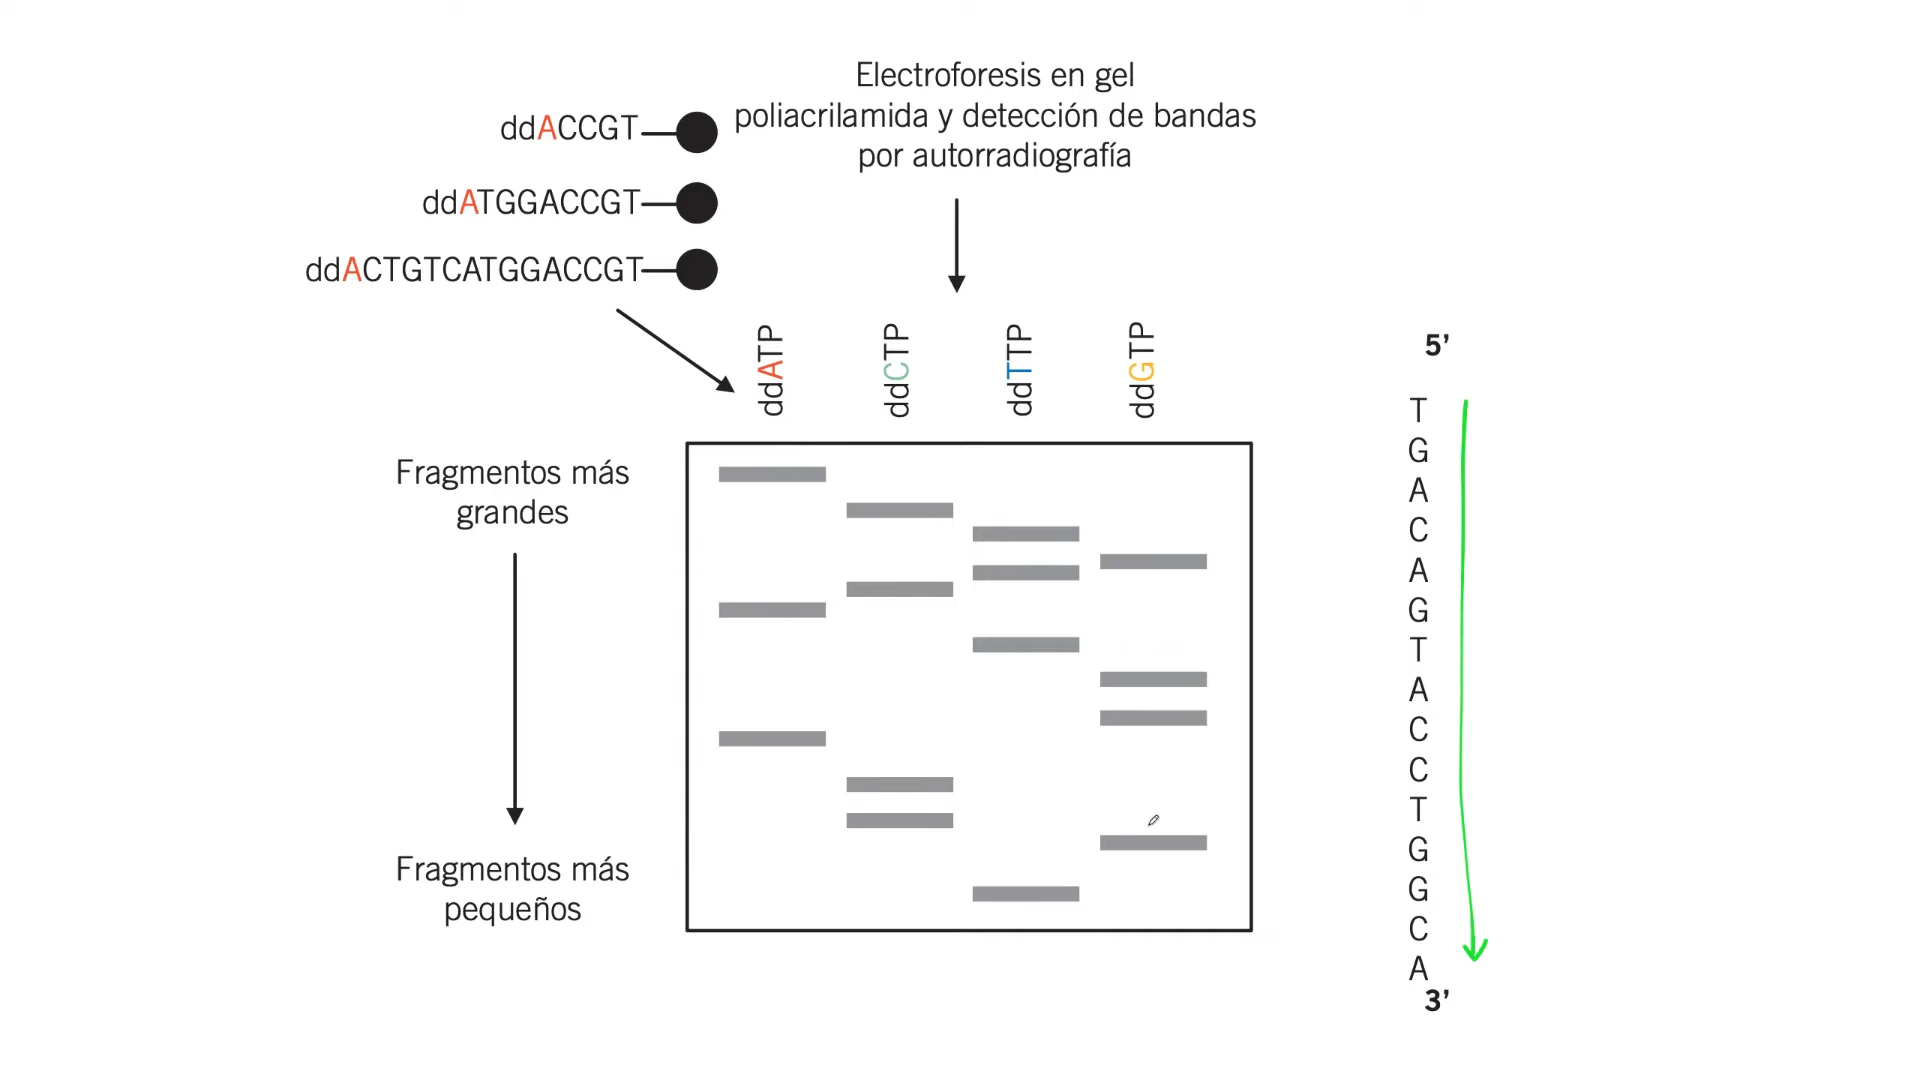 Electroforesis en gel
poliacrilamida y detección de bandas
por autorradiografía
ddACCGT
ddATGGACCGT
ddACTGTCATGGACCGT
ddATP
ddCTP
ddTTP
ddGTP
Fragmentos más
grandes
Fragmentos más
pequeños
5’
T
G
A
C
A
G
T
A
C
C
T
G
G
C
A
3’